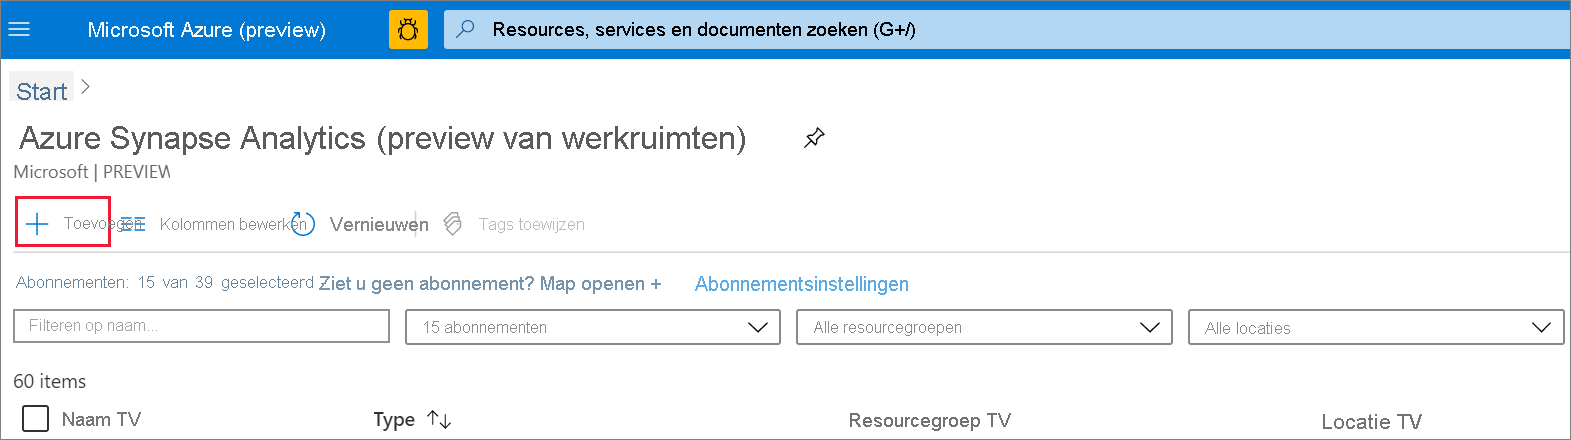 Microsoft Azure (preview) Resources, services en documenten zoeken (G+/)
Start
Azure Synapse Analytics (preview van werkruimten)
Microsoft | PREVIEW
Toevoegen Kolommen bewerken Vernieuwen Tags toewijzen
Abonnementen: 15 van 39 geselecteerd Ziet u geen abonnement? Map openen + Abonnementsinstellingen
Filteren op naam... 15 abonnementen Alle resourcegroepen Alle locaties
60 items
Naam TV Type Resourcegroep TV Locatie TV